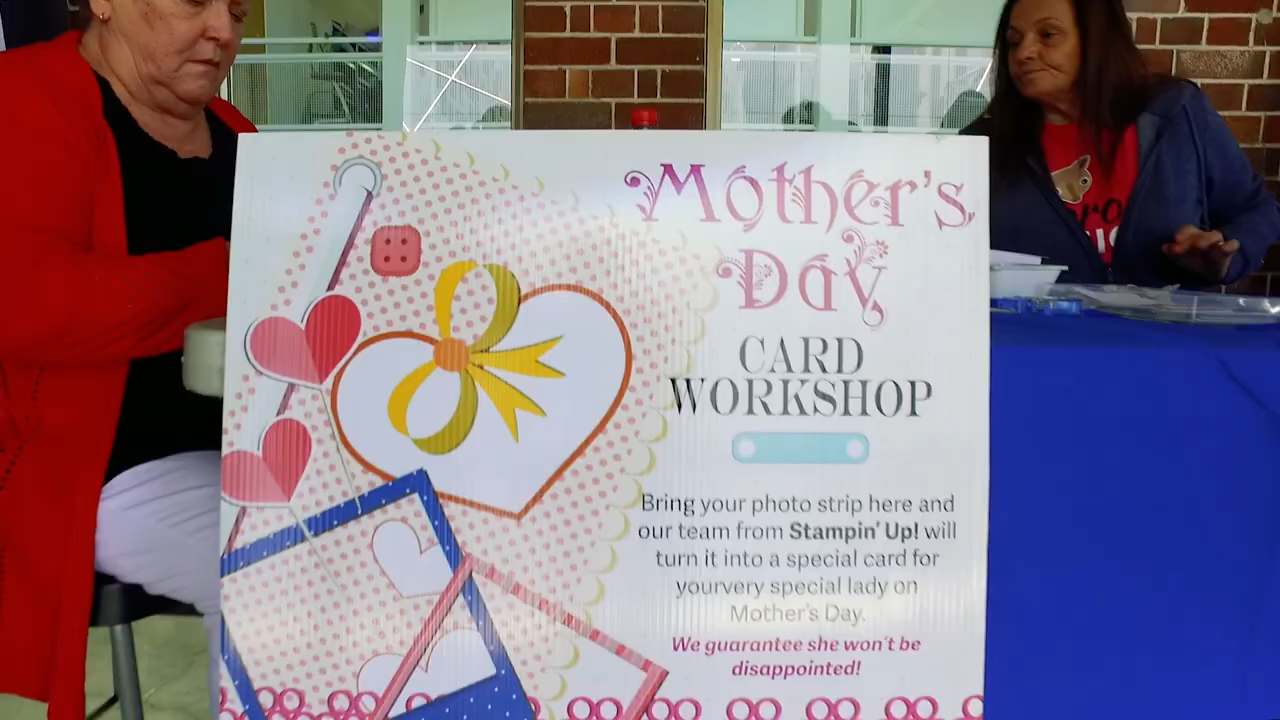 Mother's
Day
CARD
WORKSHOP
Bring your photo strip here and
our team from Stampin' Up! will
turn it into a special card for
yourvery special lady on
Mother's Day.
We guarantee she won't be
disappointed!